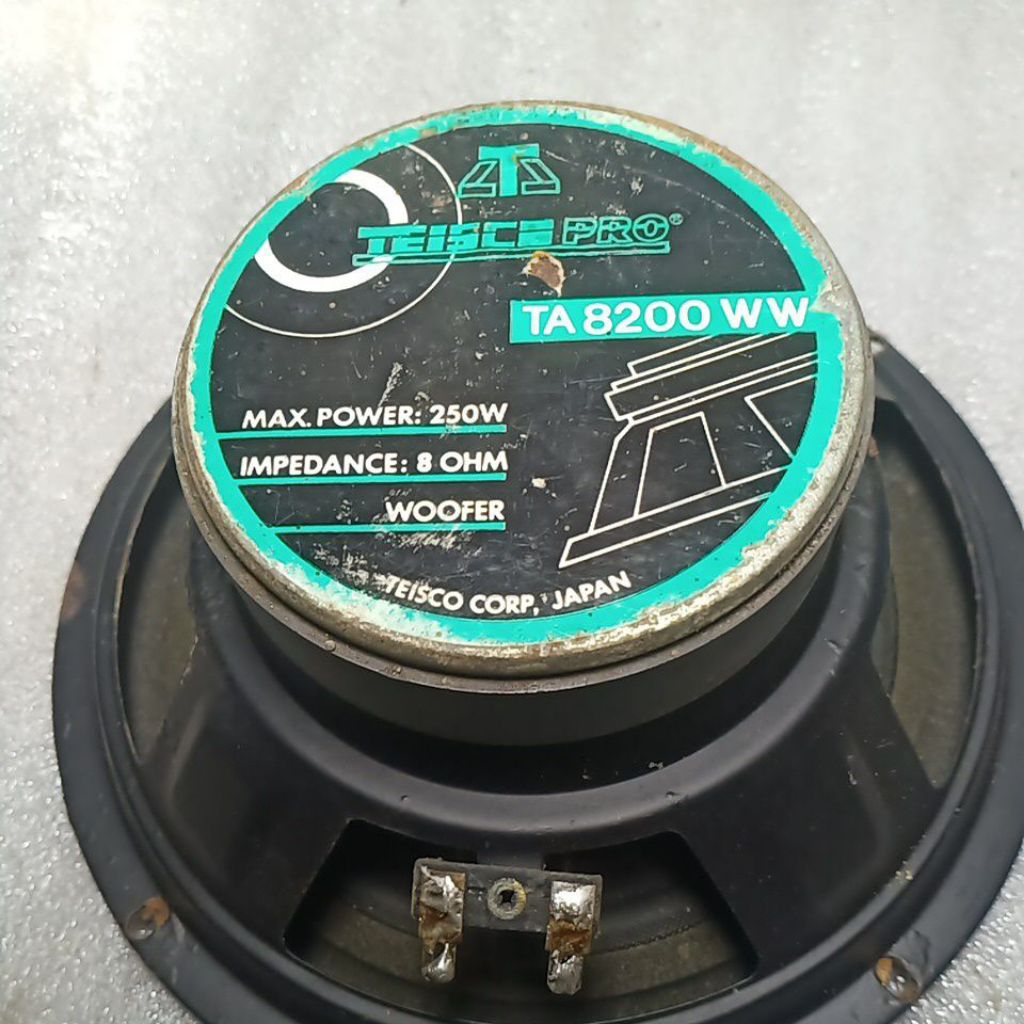 TEISCO PRO®
TA 8200 WW
MAX. POWER: 250W
IMPEDANCE: 8 OHM
WOOFER
TEISCO CORP, JAPAN